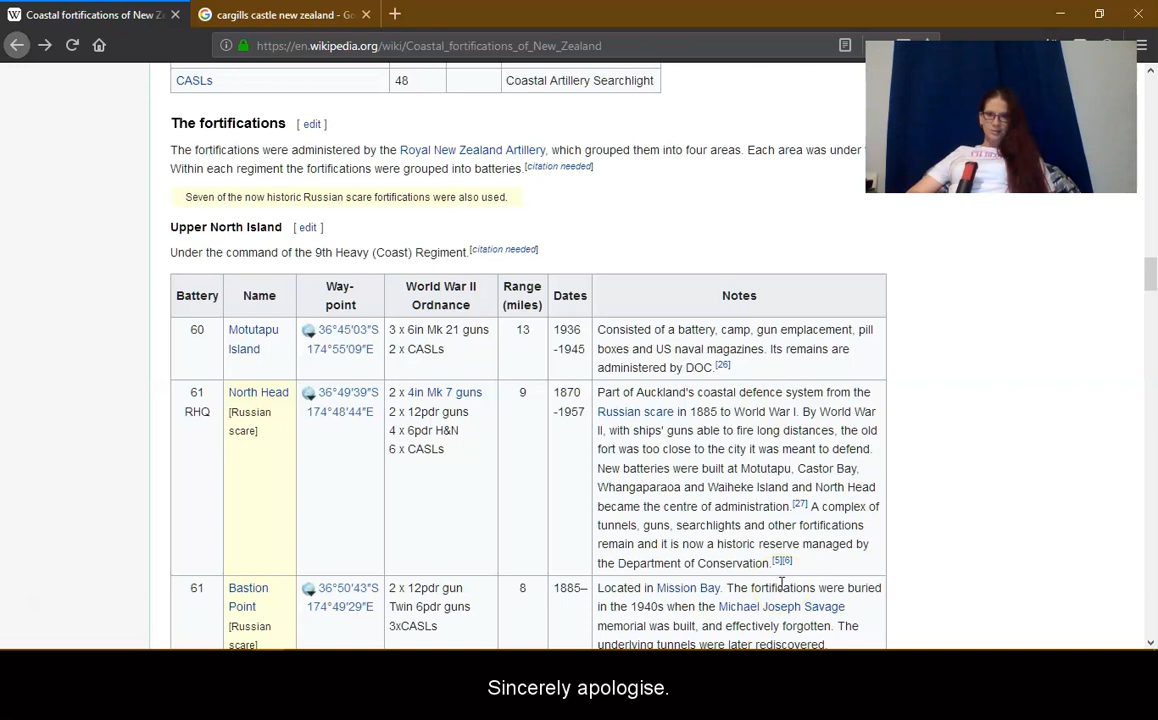 Coastal fortifications of New Z
cargills castle new zealand - Go
https://en.wikipedia.org/wiki/Coastal_fortifications_of_New_Zealand
CASLs 48 Coastal Artillery Searchlight
The fortifications [ edit ]
The fortifications were administered by the Royal New Zealand Artillery, which grouped them into four areas. Each area was under
Within each regiment the fortifications were grouped into batteries.[citation needed]
Seven of the now historic Russian scare fortifications were also used.
Upper North Island [ edit ]
Under the command of the 9th Heavy (Coast) Regiment.[citation needed]
Battery
Name
Way-
point
World War II
Ordnance
Range
(miles)
Dates
Notes
60
Motutapu
Island
36°45′03″S
174°55′09″E
3 x 6in Mk 21 guns
2 x CASLs
13
1936
-1945
Consisted of a battery, camp, gun emplacement, pill
boxes and US naval magazines. Its remains are
administered by DOC.[26]
61
RHQ
North Head
[Russian
scare]
36°49′39″S
174°48′44″E
2 x 4in Mk 7 guns
2 x 12pdr guns
4 x 6pdr H&N
6 x CASLs
9
1870
-1957
Part of Auckland's coastal defence system from the
Russian scare in 1885 to World War I. By World War
II, with ships' guns able to fire long distances, the old
fort was too close to the city it was meant to defend.
New batteries were built at Motutapu, Castor Bay,
Whangaparaoa and Waiheke Island and North Head
became the centre of administration.[27] A complex of
tunnels, guns, searchlights and other fortifications
remain and it is now a historic reserve managed by
the Department of Conservation.[5][6]
61
Bastion
Point
[Russian
scare]
36°50′43″S
174°49′29″E
2 x 12pdr gun
Twin 6pdr guns
3xCASLs
8
1885–
Located in Mission Bay. The fortifications were buried
in the 1940s when the Michael Joseph Savage
memorial was built, and effectively forgotten. The
underlying tunnels were later rediscovered.
Sincerely apologise.